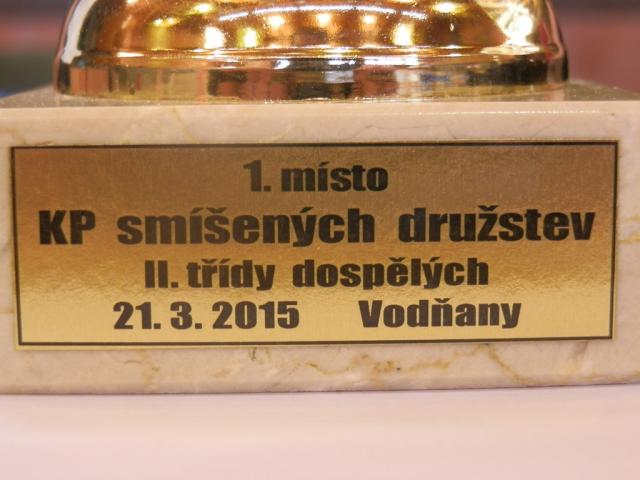 1. místo
KP smíšených družstev
II. třídy dospělých
21. 3. 2015 Vodňany